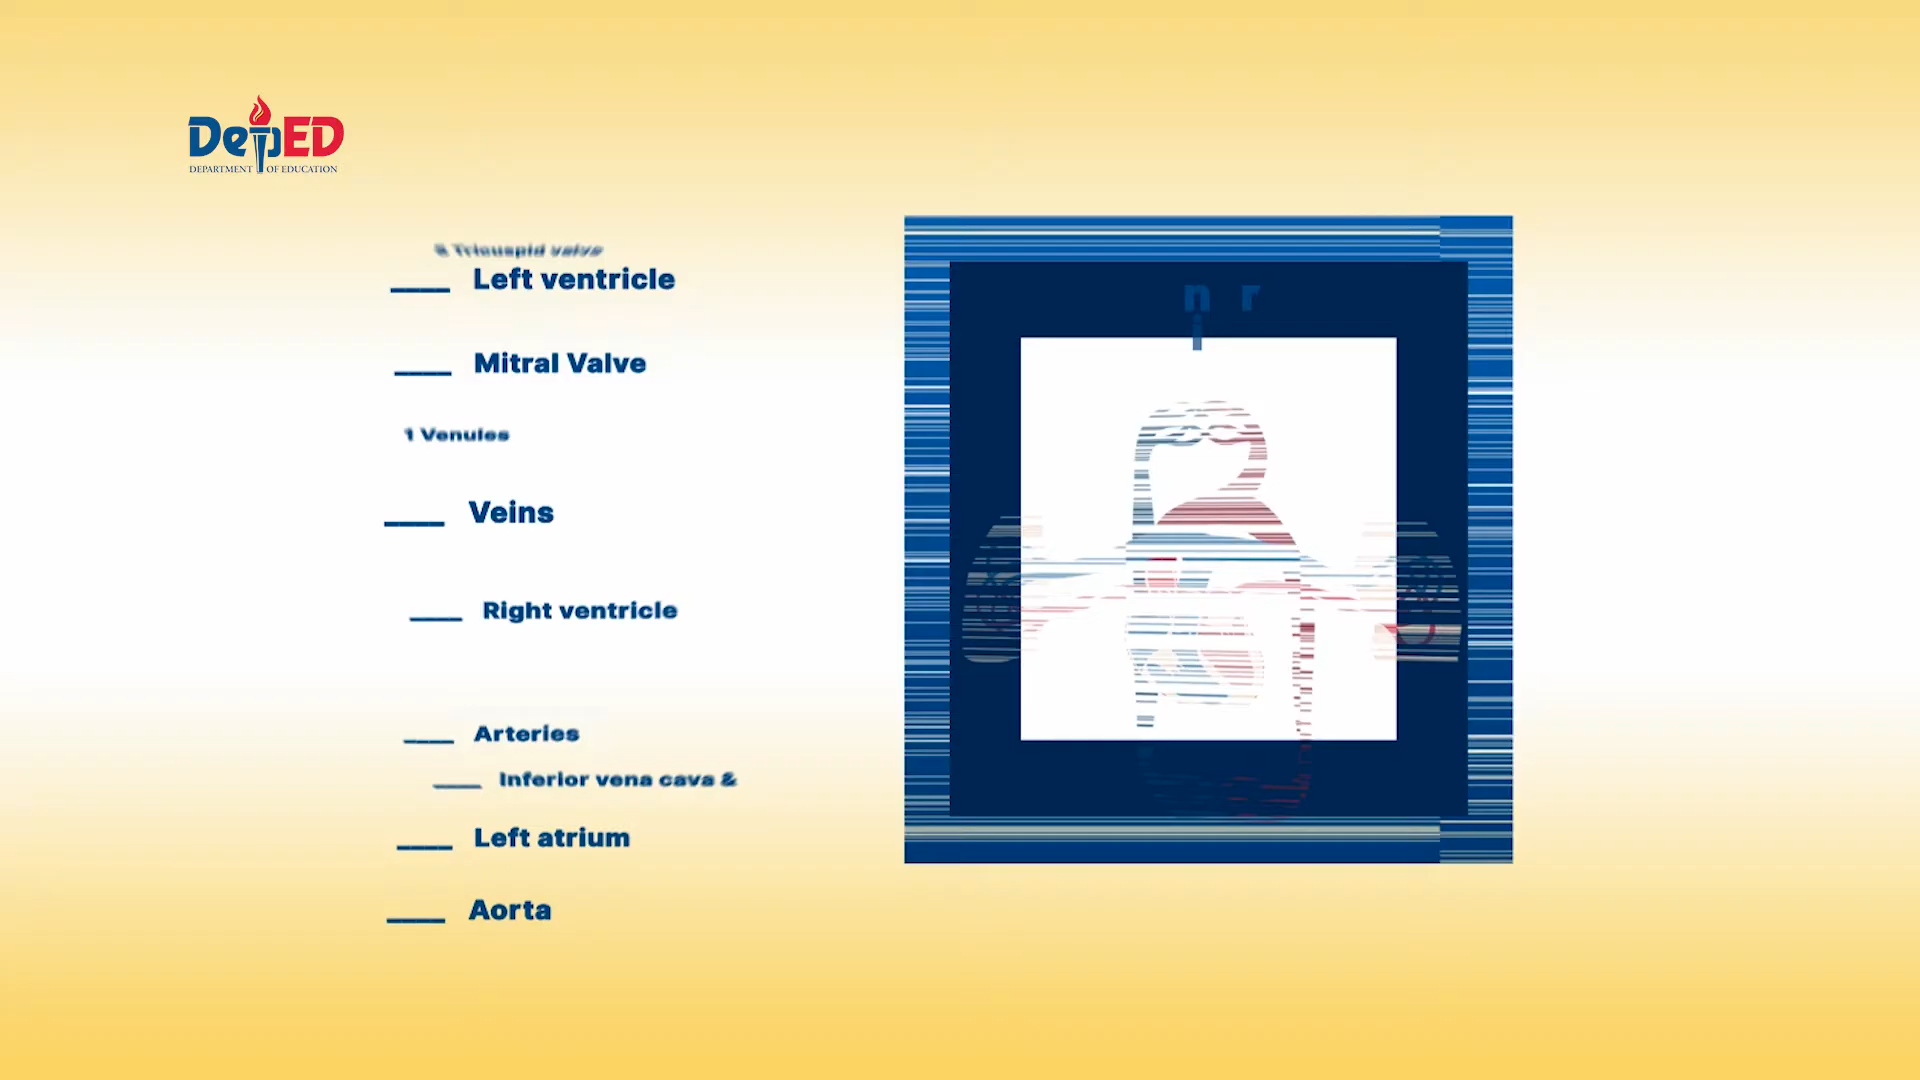 DepED
DEPARTMENT OF EDUCATION
Tricuspid valve
____ Left ventricle
____ Mitral Valve
1 Venules
____ Veins
____ Right ventricle
____ Arteries
____ Inferior vena cava &
____ Left atrium
____ Aorta
n r
i